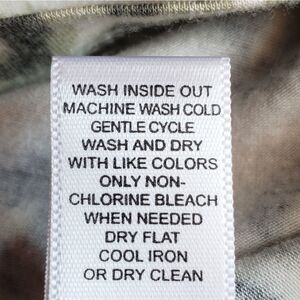 WASH INSIDE OUT
MACHINE WASH COLD
GENTLE CYCLE
WASH AND DRY
WITH LIKE COLORS
ONLY NON-
CHLORINE BLEACH
WHEN NEEDED
DRY FLAT
COOL IRON
OR DRY CLEAN